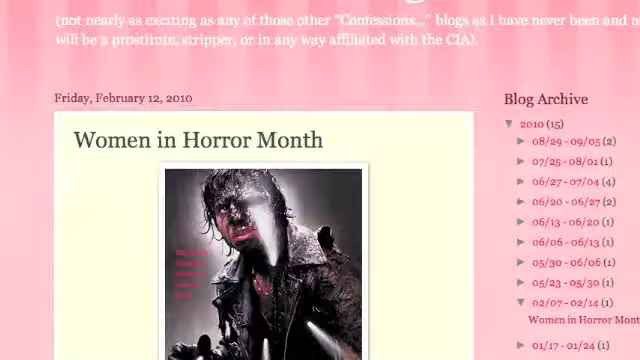 (not nearly as exciting as any of those other "Confessions..." blogs as I have never been and n
will be a prostitute, stripper, or in any way affiliated with the CIA).
Friday, February 12, 2010
Women in Horror Month
Blog Archive
▼ 2010 (15)
► 08/29 - 09/05 (2)
► 07/25 - 08/01 (1)
► 06/27 - 07/04 (4)
► 06/20 - 06/27 (2)
► 06/13 - 06/20 (1)
► 06/06 - 06/13 (1)
► 05/30 - 06/06 (1)
► 05/23 - 05/30 (1)
▼ 02/07 - 02/14 (1)
Women in Horror Mont
► 01/17 - 01/24 (1)